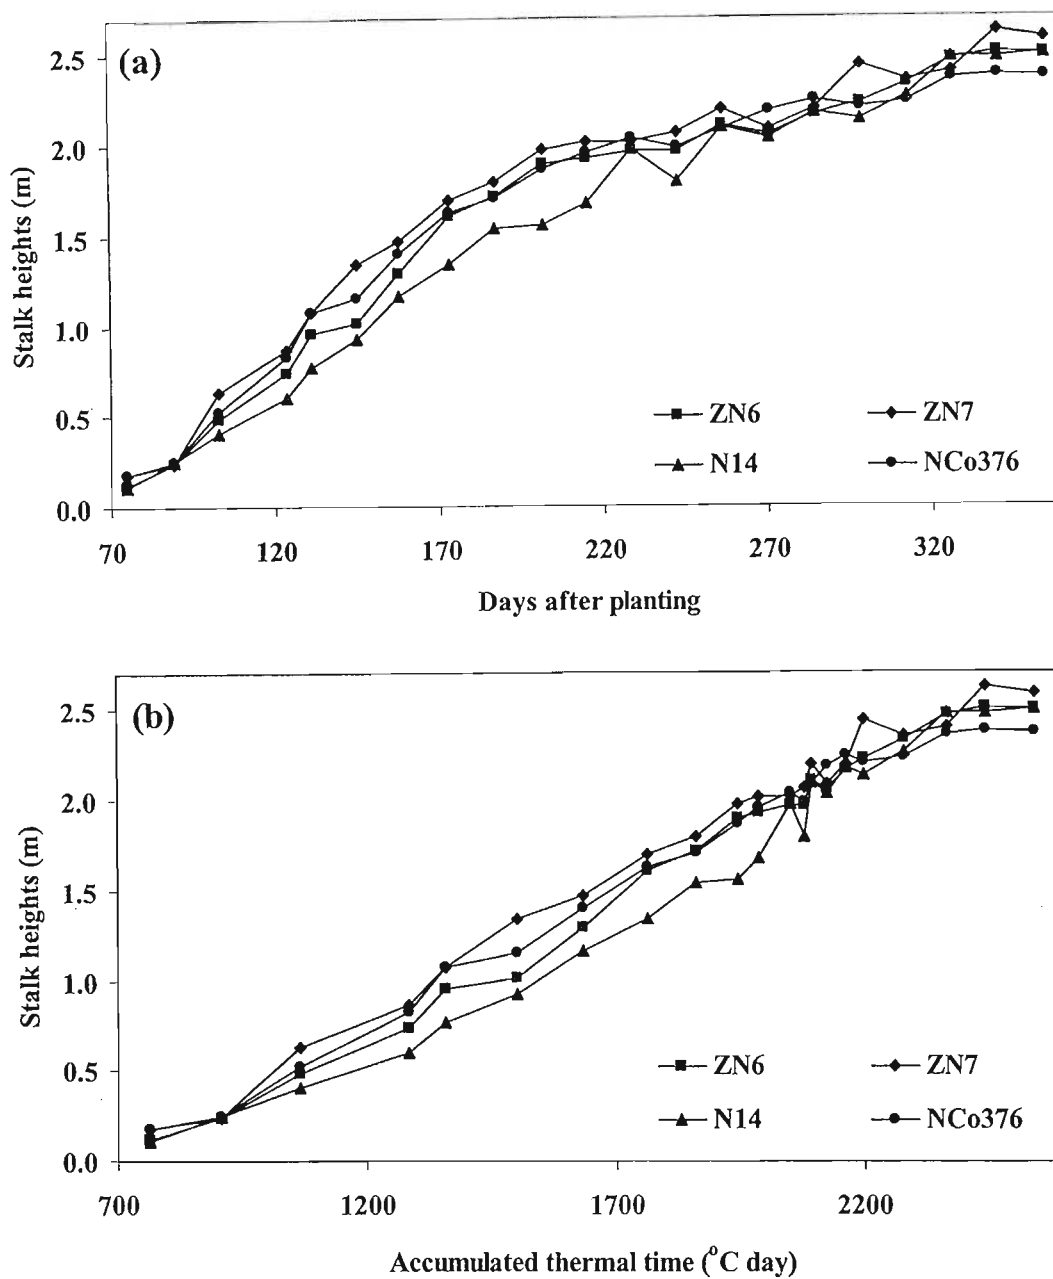 (a)
2.5
2.0
1.5
1.0
0.5
0.0
Stalk heights (m)
ZN6 ZN7
N14 NCo376
70 120 170 220 270 320
Days after planting
(b)
2.5
2.0
1.5
1.0
0.5
0.0
Stalk heights (m)
ZN6 ZN7
N14 NCo376
700 1200 1700 2200
Accumulated thermal time (°C day)